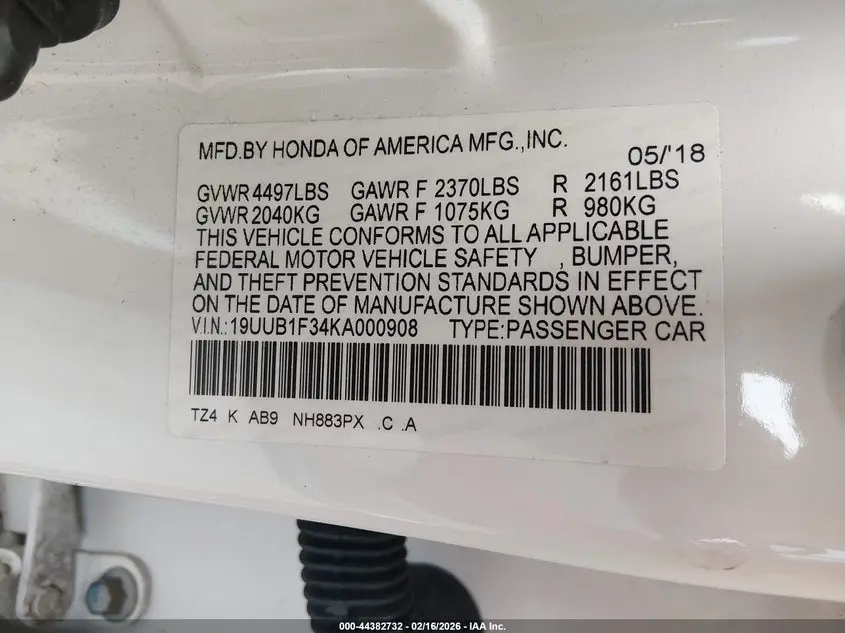 MFD.BY HONDA OF AMERICA MFG.,INC. 05/'18
GVWR 4497LBS GAWR F 2370LBS R 2161LBS
GVWR 2040KG GAWR F 1075KG R 980KG
THIS VEHICLE CONFORMS TO ALL APPLICABLE
FEDERAL MOTOR VEHICLE SAFETY , BUMPER,
AND THEFT PREVENTION STANDARDS IN EFFECT
ON THE DATE OF MANUFACTURE SHOWN ABOVE.
V.I.N.:19UUB1F34KA000908 TYPE:PASSENGER CAR
TZ4 K AB9 NH883PX .C .A
000-44382732 - 02/16/2026 - IAA, Inc.